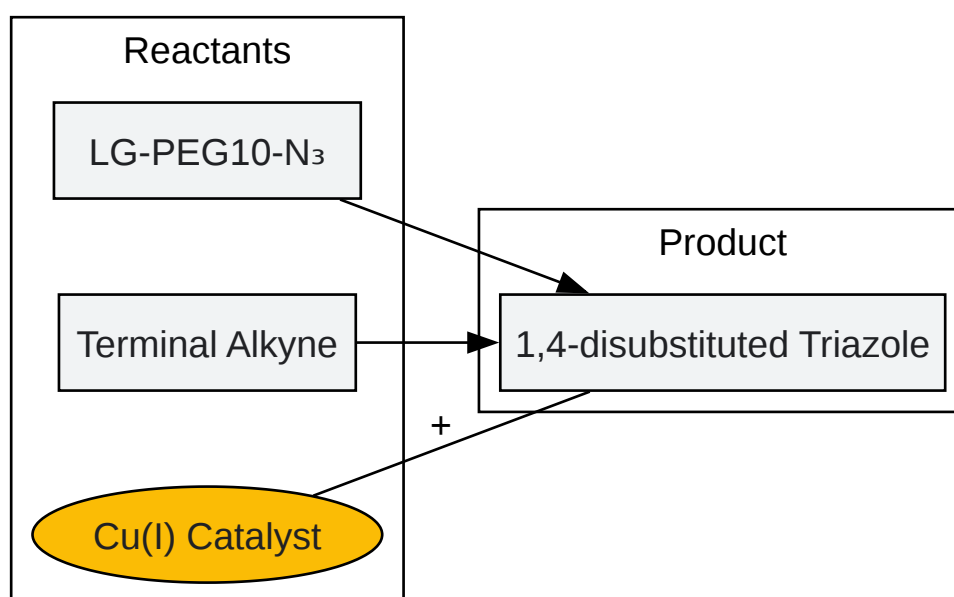 Reactants
LG-PEG10-N₃
Product
Terminal Alkyne
1,4-disubstituted Triazole
+
Cu(I) Catalyst